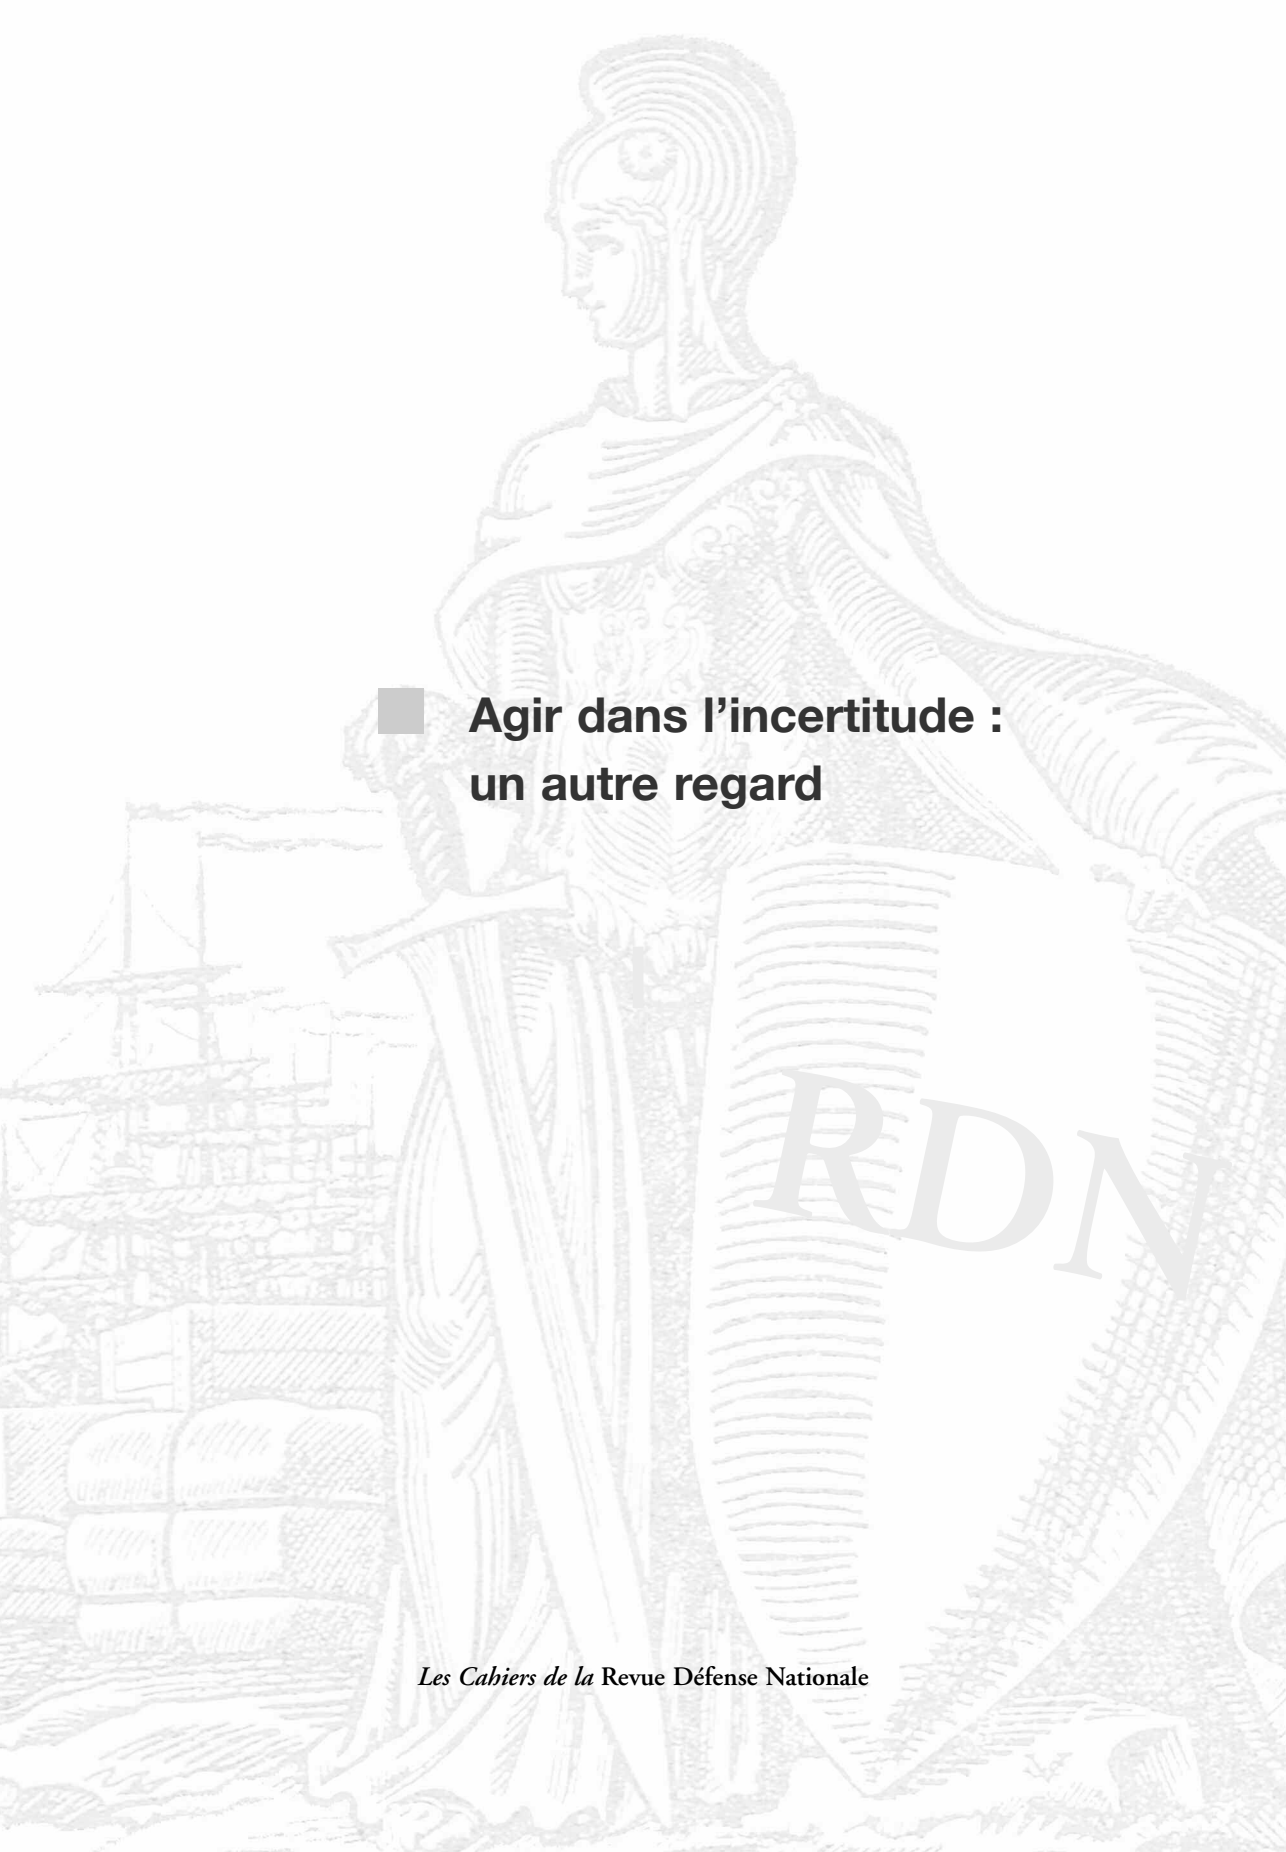 Agir dans l’incertitude :
un autre regard
RDN
Les Cahiers de la Revue Défense Nationale